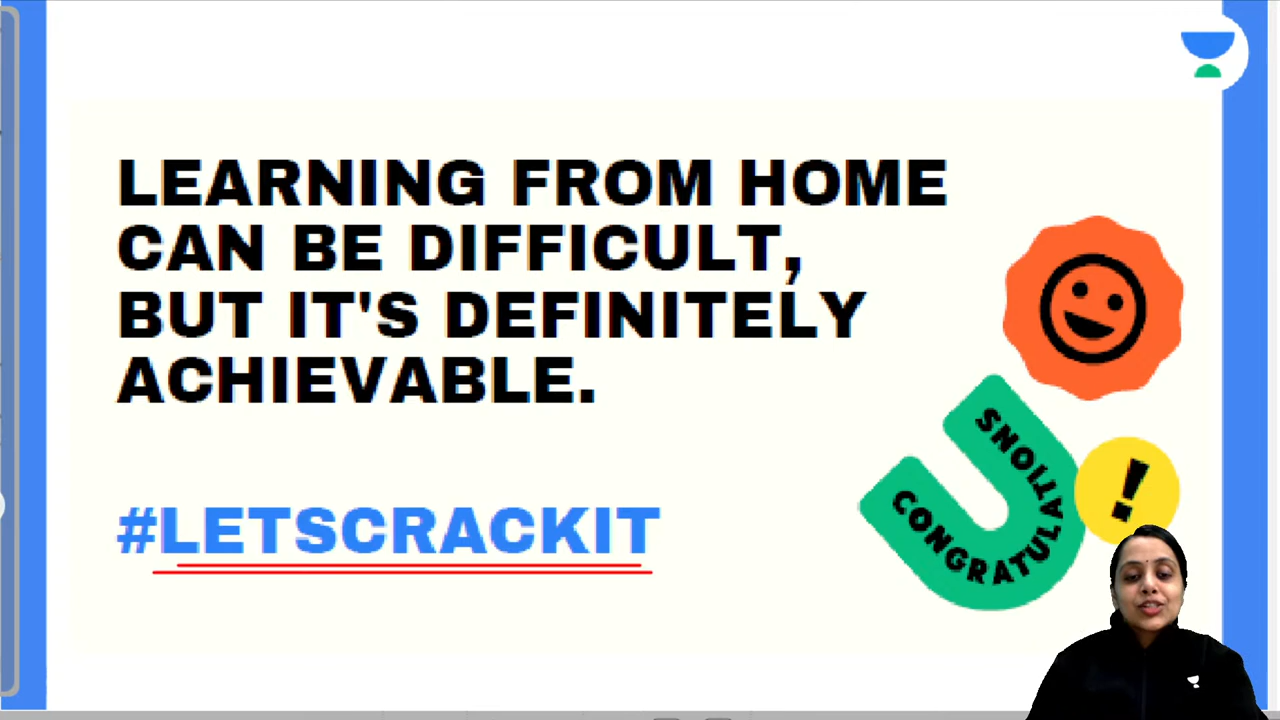 LEARNING FROM HOME
CAN BE DIFFICULT,
BUT IT'S DEFINITELY
ACHIEVABLE.
#LETSCRACKIT
CONGRATULATIONS
!